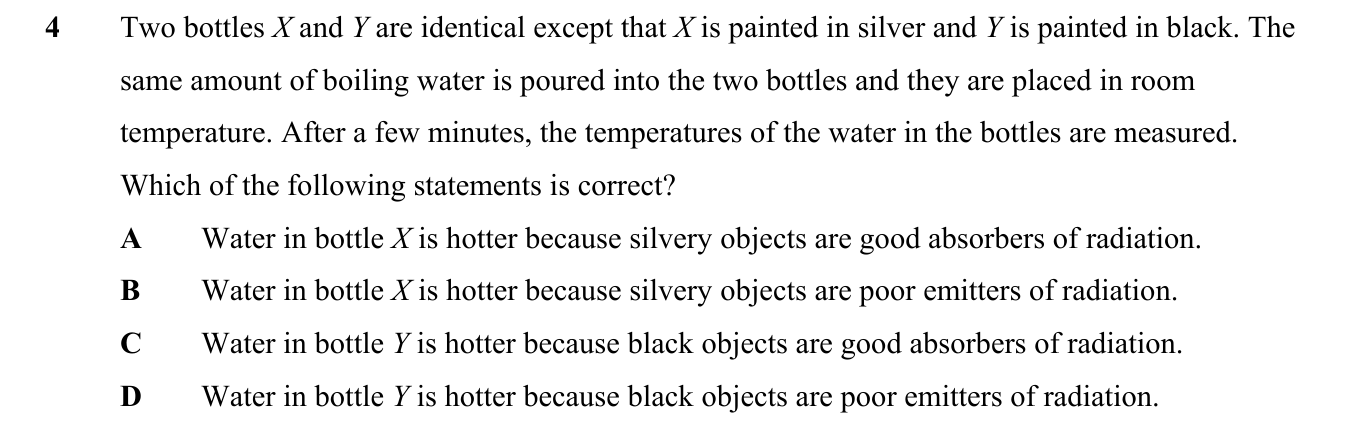 4 Two bottles X and Y are identical except that X is painted in silver and Y is painted in black. The
same amount of boiling water is poured into the two bottles and they are placed in room
temperature. After a few minutes, the temperatures of the water in the bottles are measured.
Which of the following statements is correct?
A Water in bottle X is hotter because silvery objects are good absorbers of radiation.
B Water in bottle X is hotter because silvery objects are poor emitters of radiation.
C Water in bottle Y is hotter because black objects are good absorbers of radiation.
D Water in bottle Y is hotter because black objects are poor emitters of radiation.